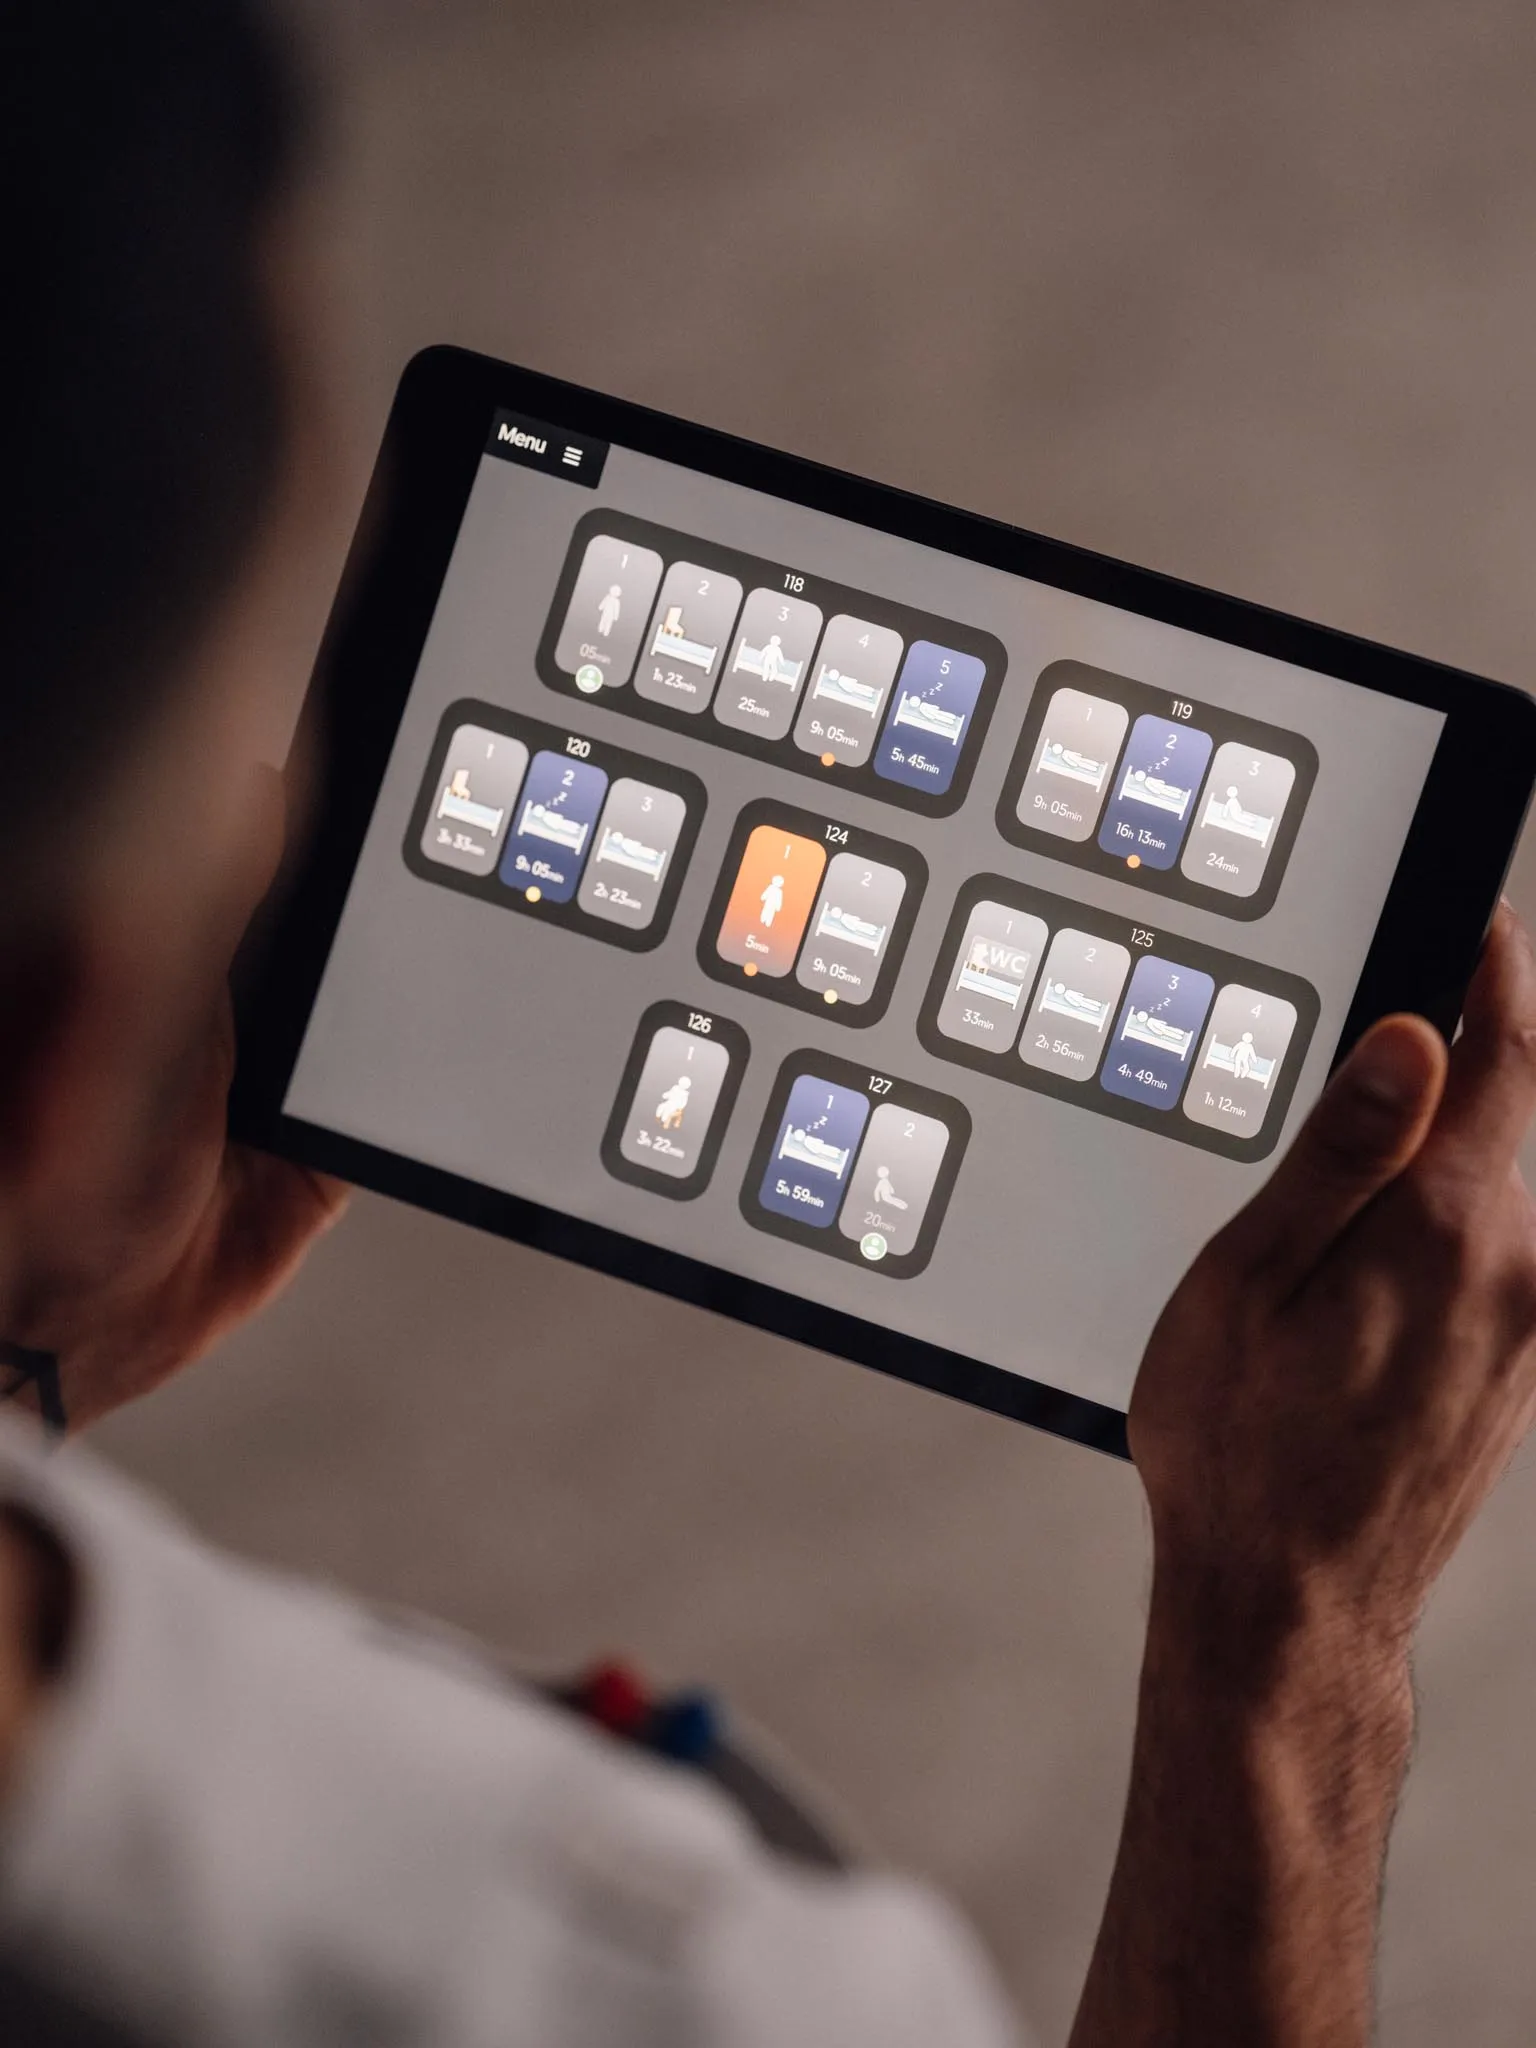 Menu
118
1 2 3 4 5
05min 1h 23min 25min 9h 05min 5h 45min
z z z
119
1 2 3
9h 05min 16h 13min 24min
z z z
120
1 2 3
3h 33min 9h 05min 2h 23min
z z z
124
1 2
5min 9h 05min
125
1 2 3 4
WC
33min 2h 56min 4h 49min 1h 12min
z z z
126
1
3h 22min
127
1 2
5h 59min 20min
z z z